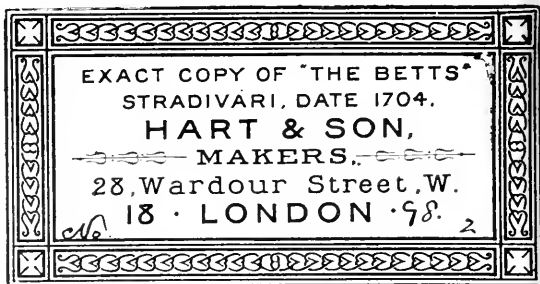 EXACT COPY OF "THE BETTS"
STRADIVARI, DATE 1704.
HART & SON,
MAKERS,
28, Wardour Street, W.
18 · LONDON · 98.
No. 2